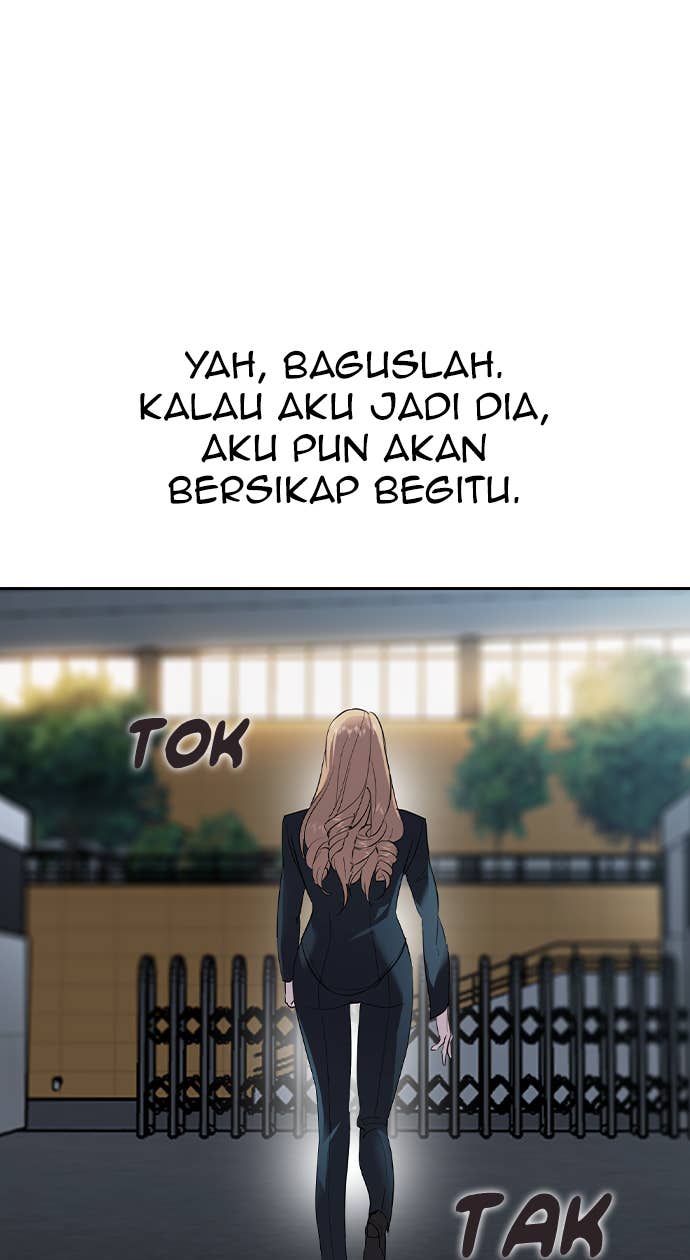 YAH, BAGUSLAH.
KALAU AKU JADI DIA,
AKU PUN AKAN
BERSIKAP BEGITU.
TOK
TAK